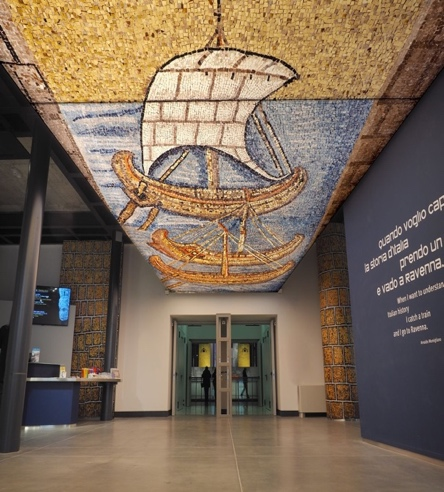 quando voglio cap
la storia d'italia
prendo un
e vado a Ravenna.
When I want to understand
Italian history
I catch a train
and I go to Ravenna.